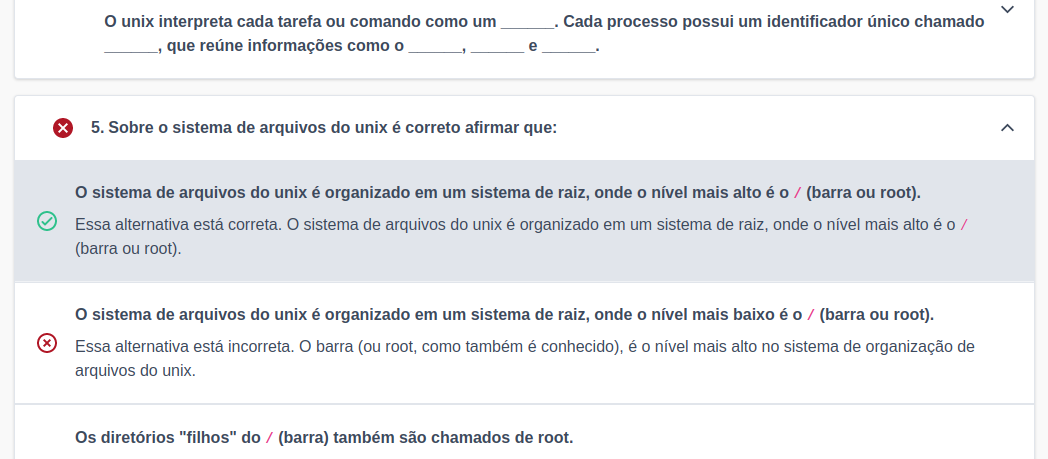 O unix interpreta cada tarefa ou comando como um ______. Cada processo possui um identificador único chamado
______, que reúne informações como o ______, ______ e ______.
5. Sobre o sistema de arquivos do unix é correto afirmar que:
O sistema de arquivos do unix é organizado em um sistema de raiz, onde o nível mais alto é o / (barra ou root).
Essa alternativa está correta. O sistema de arquivos do unix é organizado em um sistema de raiz, onde o nível mais alto é o /
(barra ou root).
O sistema de arquivos do unix é organizado em um sistema de raiz, onde o nível mais baixo é o / (barra ou root).
Essa alternativa está incorreta. O barra (ou root, como também é conhecido), é o nível mais alto no sistema de organização de
arquivos do unix.
Os diretórios "filhos" do / (barra) também são chamados de root.